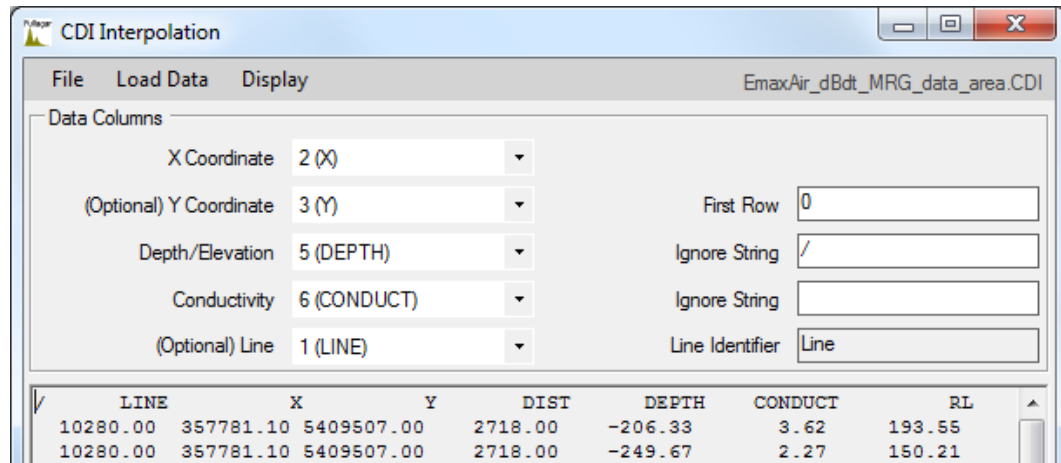 CDI Interpolation
File Load Data Display EmaxAir_dBdt_MRG_data_area.CDI
Data Columns
X Coordinate 2 (X)
(Optional) Y Coordinate 3 (Y) First Row 0
Depth/Elevation 5 (DEPTH) Ignore String /
Conductivity 6 (CONDUCT) Ignore String
(Optional) Line 1 (LINE) Line Identifier Line
/ LINE X Y DIST DEPTH CONDUCT RL
10280.00 357781.10 5409507.00 2718.00 -206.33 3.62 193.55
10280.00 357781.10 5409507.00 2718.00 -249.67 2.27 150.21